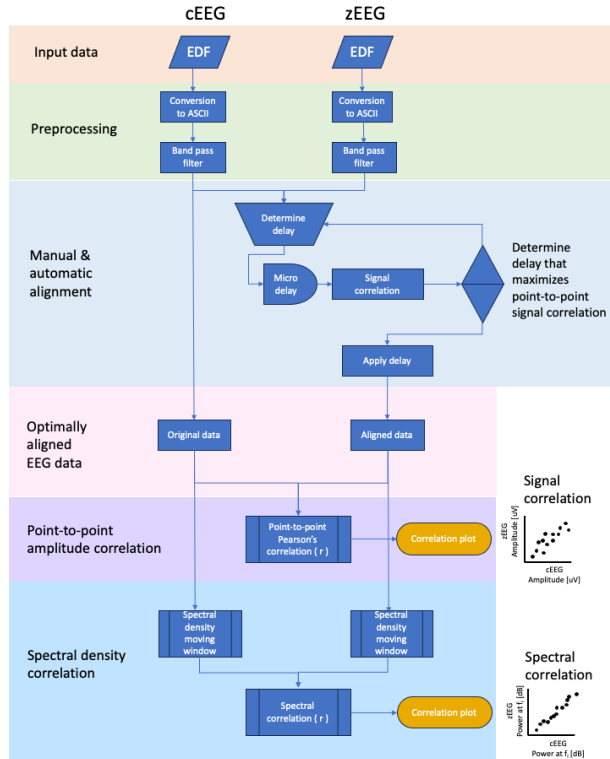 cEEG
zEEG
Input data
EDF
EDF
Preprocessing
Conversion
to ASCII
Conversion
to ASCII
Band pass
filter
Band pass
filter
Manual &
automatic
alignment
Determine
delay
Micro
delay
Signal
correlation
Determine
delay that
maximizes
point-to-point
signal correlation
Apply delay
Optimally
aligned
EEG data
Original data
Aligned data
Point-to-point
amplitude correlation
Point-to-point
Pearson's
correlation ( r )
Correlation plot
Signal
correlation
zEEG
Amplitude [uV]
cEEG
Amplitude [uV]
Spectral density
correlation
Spectral
density
moving
window
Spectral
density
moving
window
Spectral
correlation ( r )
Correlation plot
Spectral
correlation
zEEG
Power at fᵢ [dB]
cEEG
Power at fᵢ [dB]